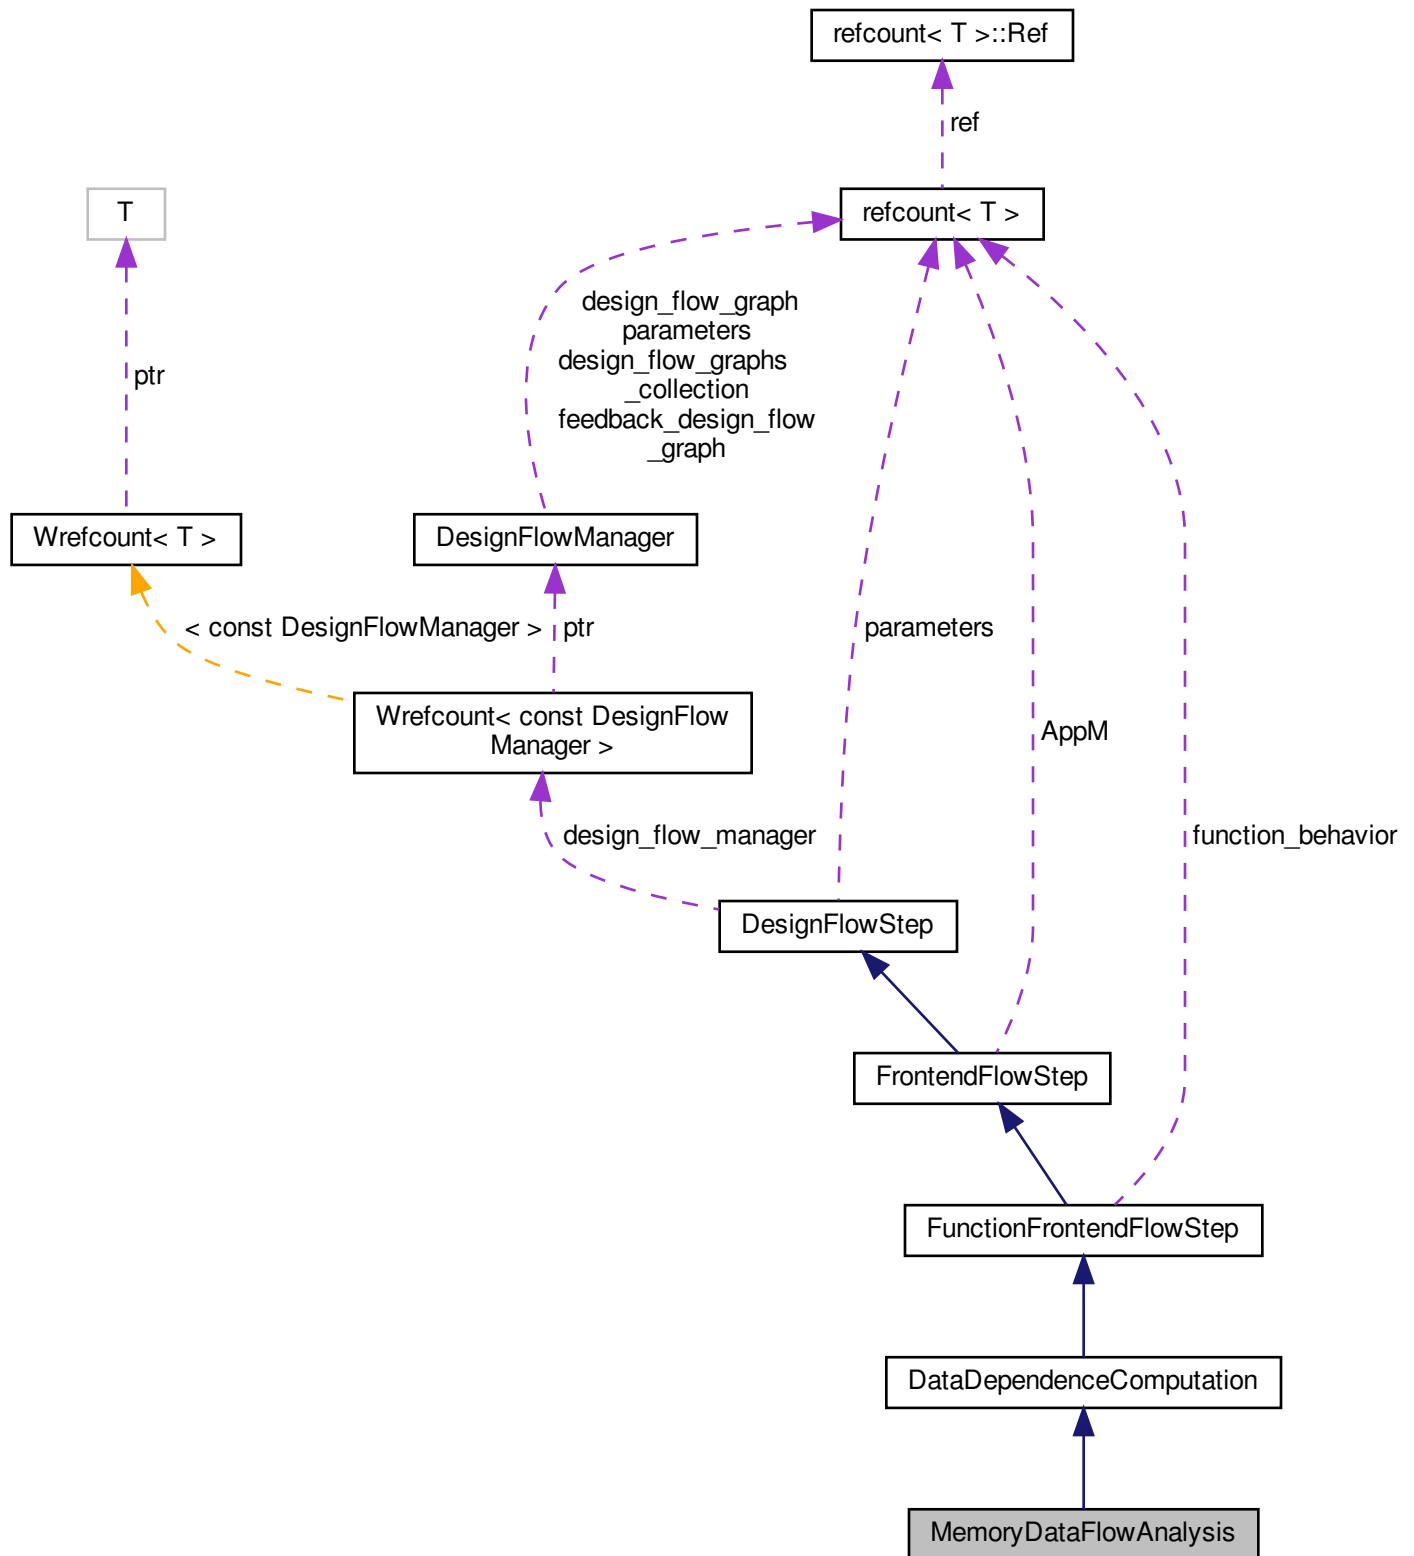 refcount< T >::Ref
ref
T
refcount< T >
design_flow_graph
parameters
design_flow_graphs
_collection
feedback_design_flow
_graph
ptr
Wrefcount< T >
DesignFlowManager
< const DesignFlowManager >
ptr
parameters
Wrefcount< const DesignFlow
Manager >
AppM
design_flow_manager
function_behavior
DesignFlowStep
FrontendFlowStep
FunctionFrontendFlowStep
DataDependenceComputation
MemoryDataFlowAnalysis